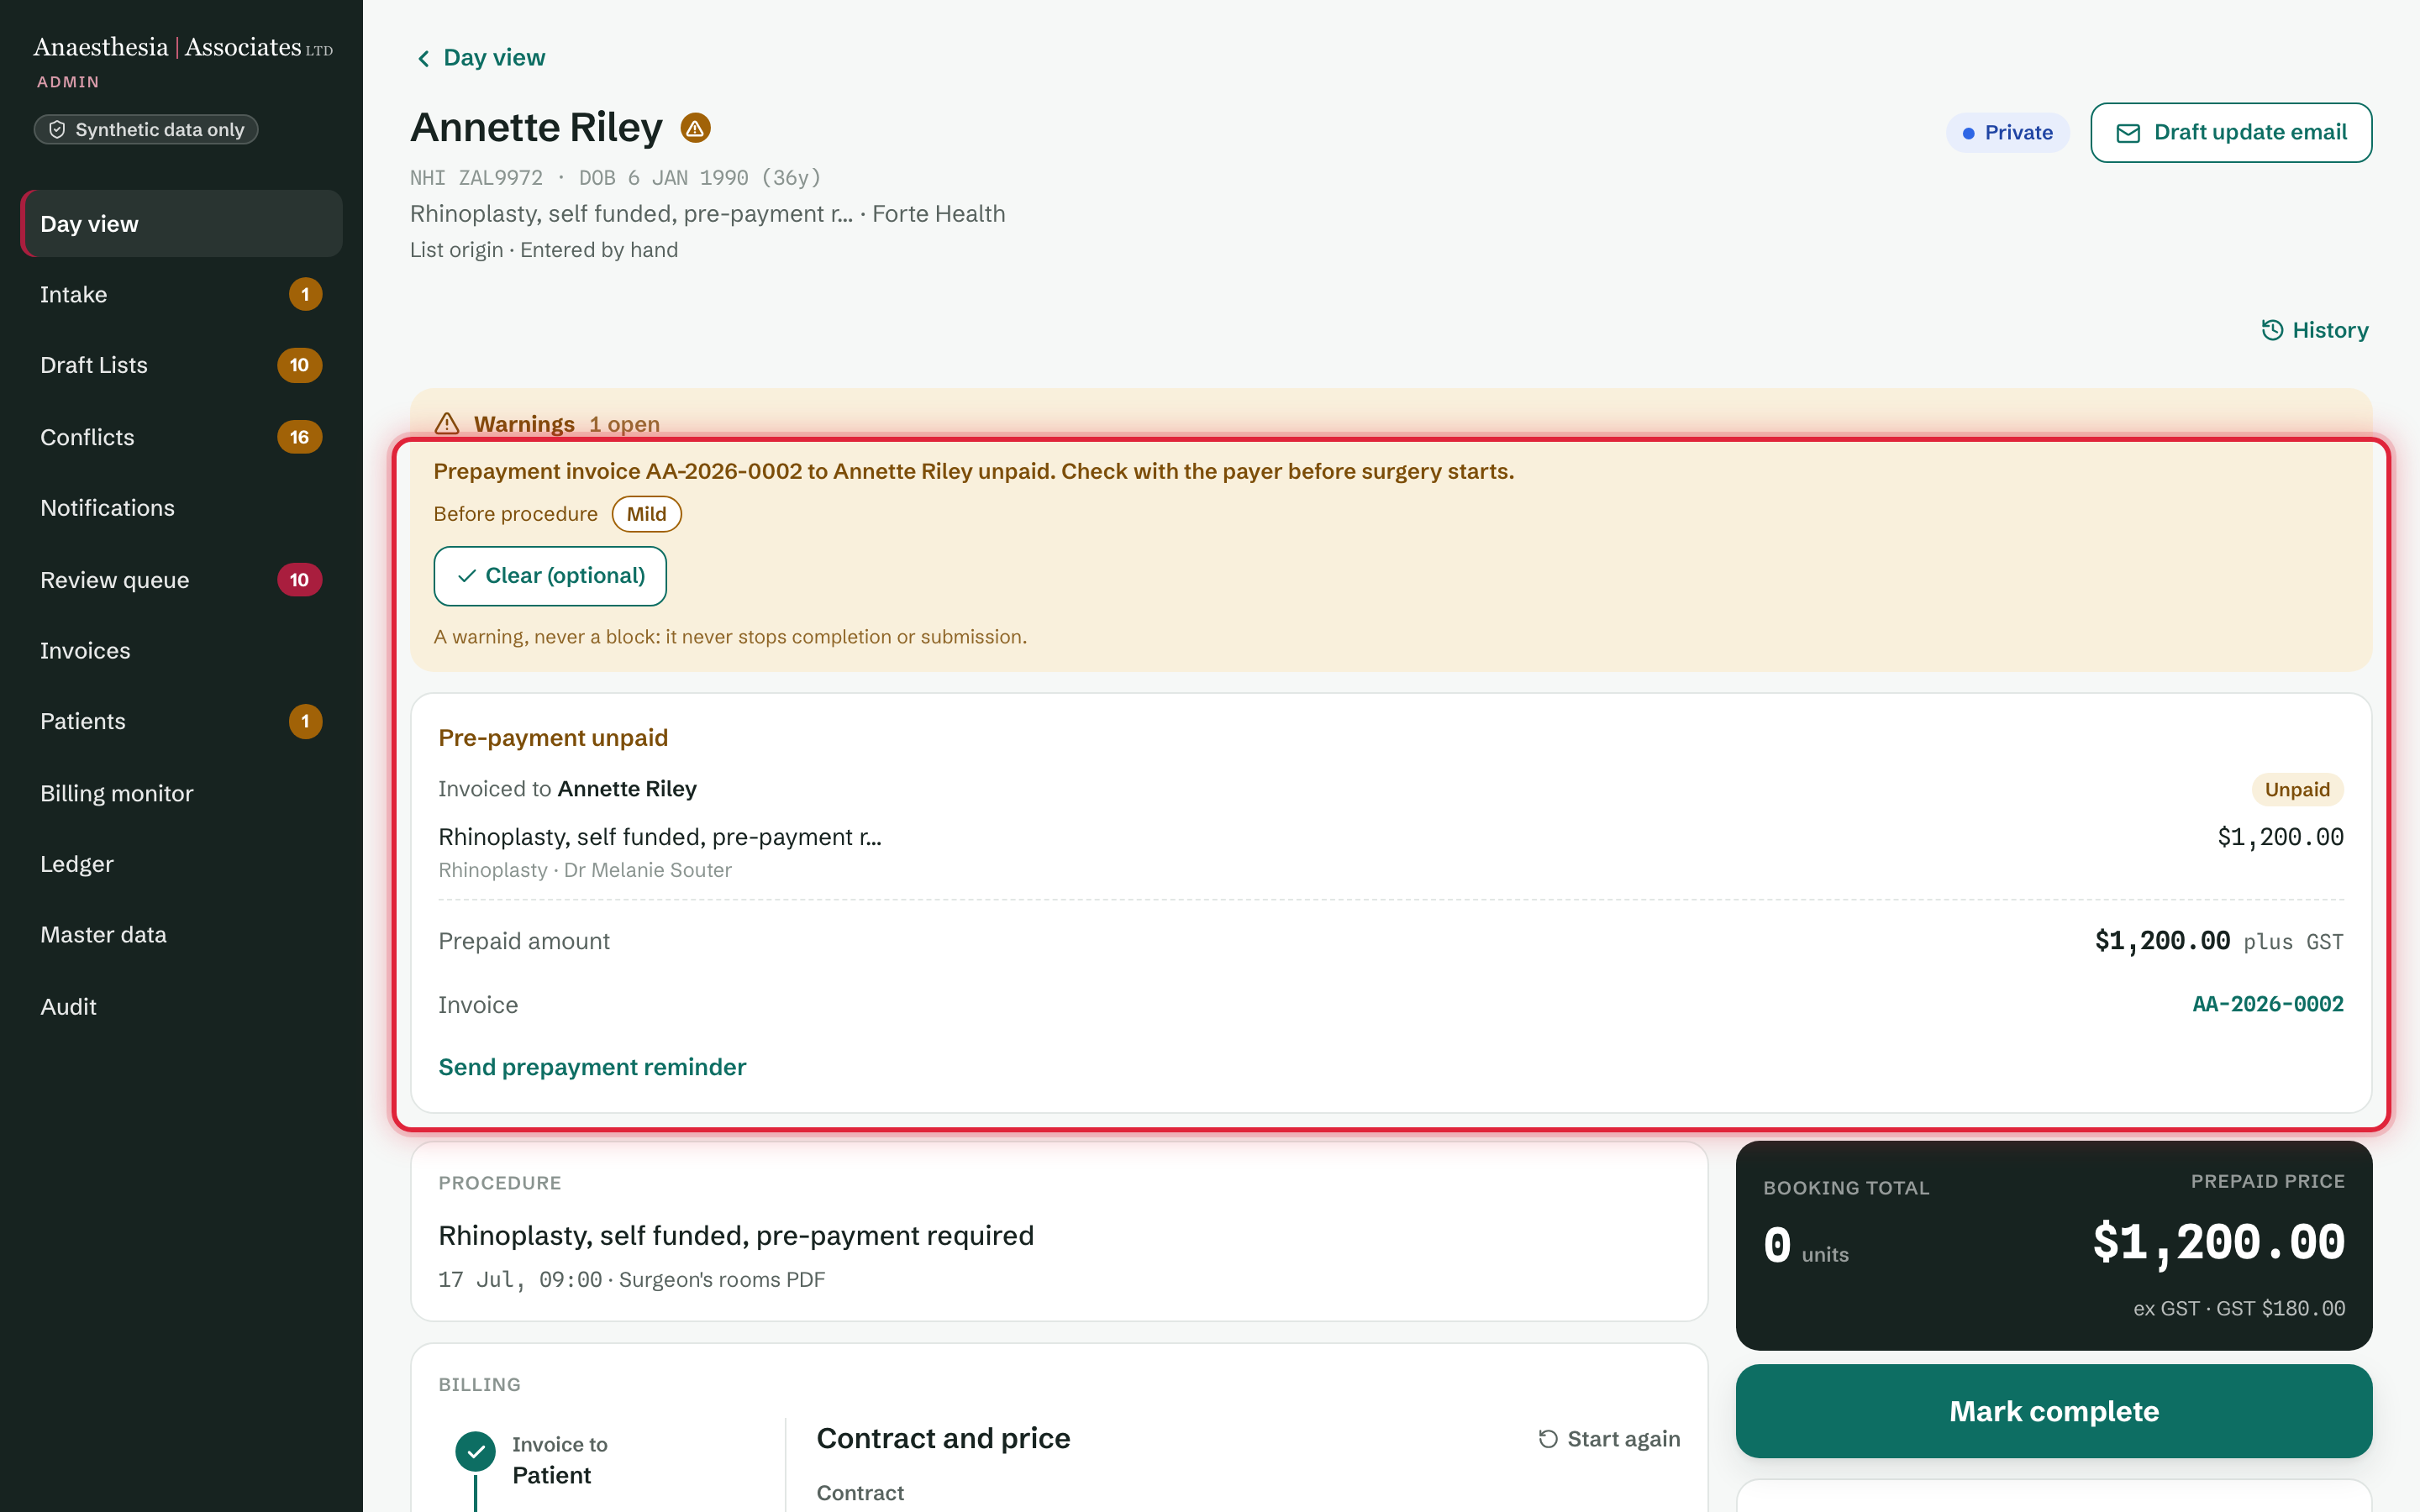 Anaesthesia | Associates LTD
ADMIN
Synthetic data only
Day view
Intake 1
Draft Lists 10
Conflicts 16
Notifications
Review queue 10
Invoices
Patients 1
Billing monitor
Ledger
Master data
Audit
Day view
Annette Riley
Private
Draft update email
NHI ZAL9972 · DOB 6 JAN 1990 (36y)
Rhinoplasty, self funded, pre-payment r... · Forte Health
List origin · Entered by hand
History
Warnings 1 open
Prepayment invoice AA-2026-0002 to Annette Riley unpaid. Check with the payer before surgery starts.
Before procedure Mild
Clear (optional)
A warning, never a block: it never stops completion or submission.
Pre-payment unpaid
Invoiced to Annette Riley Unpaid
Rhinoplasty, self funded, pre-payment r... $1,200.00
Rhinoplasty · Dr Melanie Souter
Prepaid amount $1,200.00 plus GST
Invoice AA-2026-0002
Send prepayment reminder
PROCEDURE
Rhinoplasty, self funded, pre-payment required
17 Jul, 09:00 · Surgeon's rooms PDF
BOOKING TOTAL PREPAID PRICE
0 units $1,200.00
ex GST · GST $180.00
Mark complete
BILLING
Invoice to
Patient
Contract and price Start again
Contract